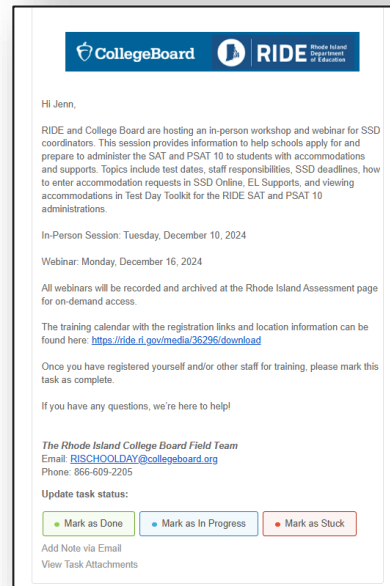 CollegeBoard
RIDE Rhode Island
Department
of Education
Hi Jenn,
RIDE and College Board are hosting an in-person workshop and webinar for SSD
coordinators. This session provides information to help schools apply for and
prepare to administer the SAT and PSAT 10 to students with accommodations
and supports. Topics include test dates, staff responsibilities, SSD deadlines, how
to enter accommodation requests in SSD Online, EL Supports, and viewing
accommodations in Test Day Toolkit for the RIDE SAT and PSAT 10
administrations.
In-Person Session: Tuesday, December 10, 2024
Webinar: Monday, December 16, 2024
All webinars will be recorded and archived at the Rhode Island Assessment page
for on-demand access.
The training calendar with the registration links and location information can be
found here: https://ride.ri.gov/media/36296/download
Once you have registered yourself and/or other staff for training, please mark this
task as complete.
If you have any questions, we're here to help!
The Rhode Island College Board Field Team
Email: RISCHOOLDAY@collegeboard.org
Phone: 866-609-2205
Update task status:
Mark as Done
Mark as In Progress
Mark as Stuck
Add Note via Email
View Task Attachments